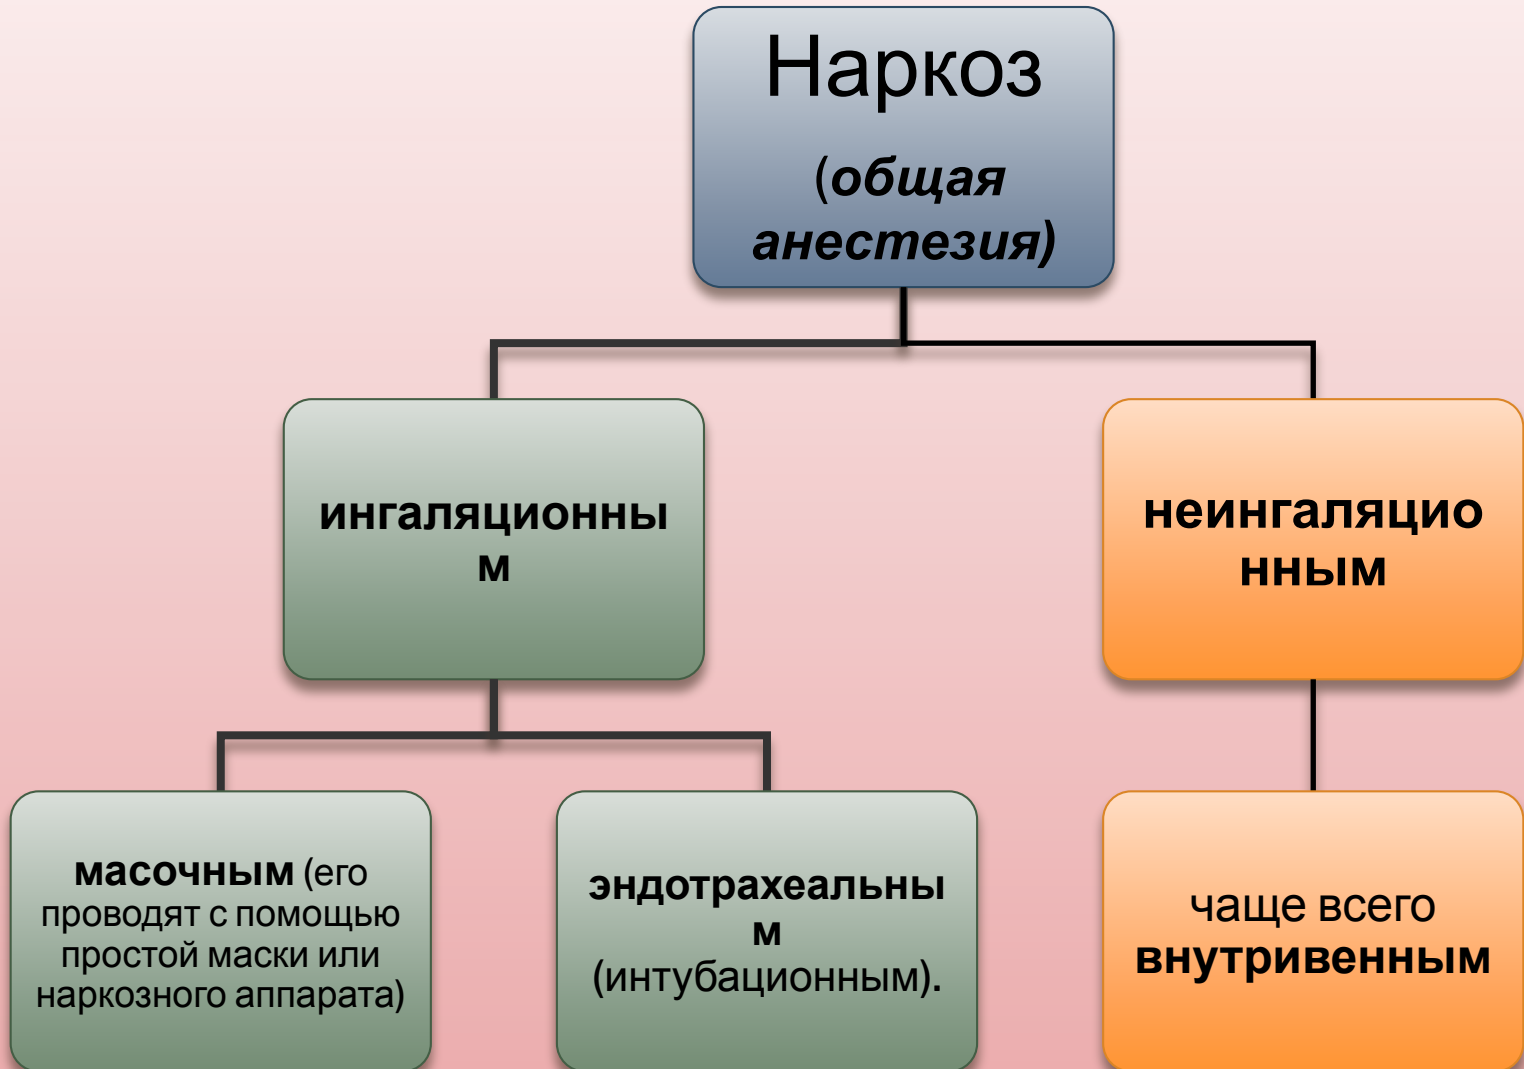 Наркоз
(общая
анестезия)
ингаляционны
м
неингаляцио
нным
масочным (его
проводят с помощью
простой маски или
наркозного аппарата)
эндотрахеальны
м
(интубационным).
чаще всего
внутривенным